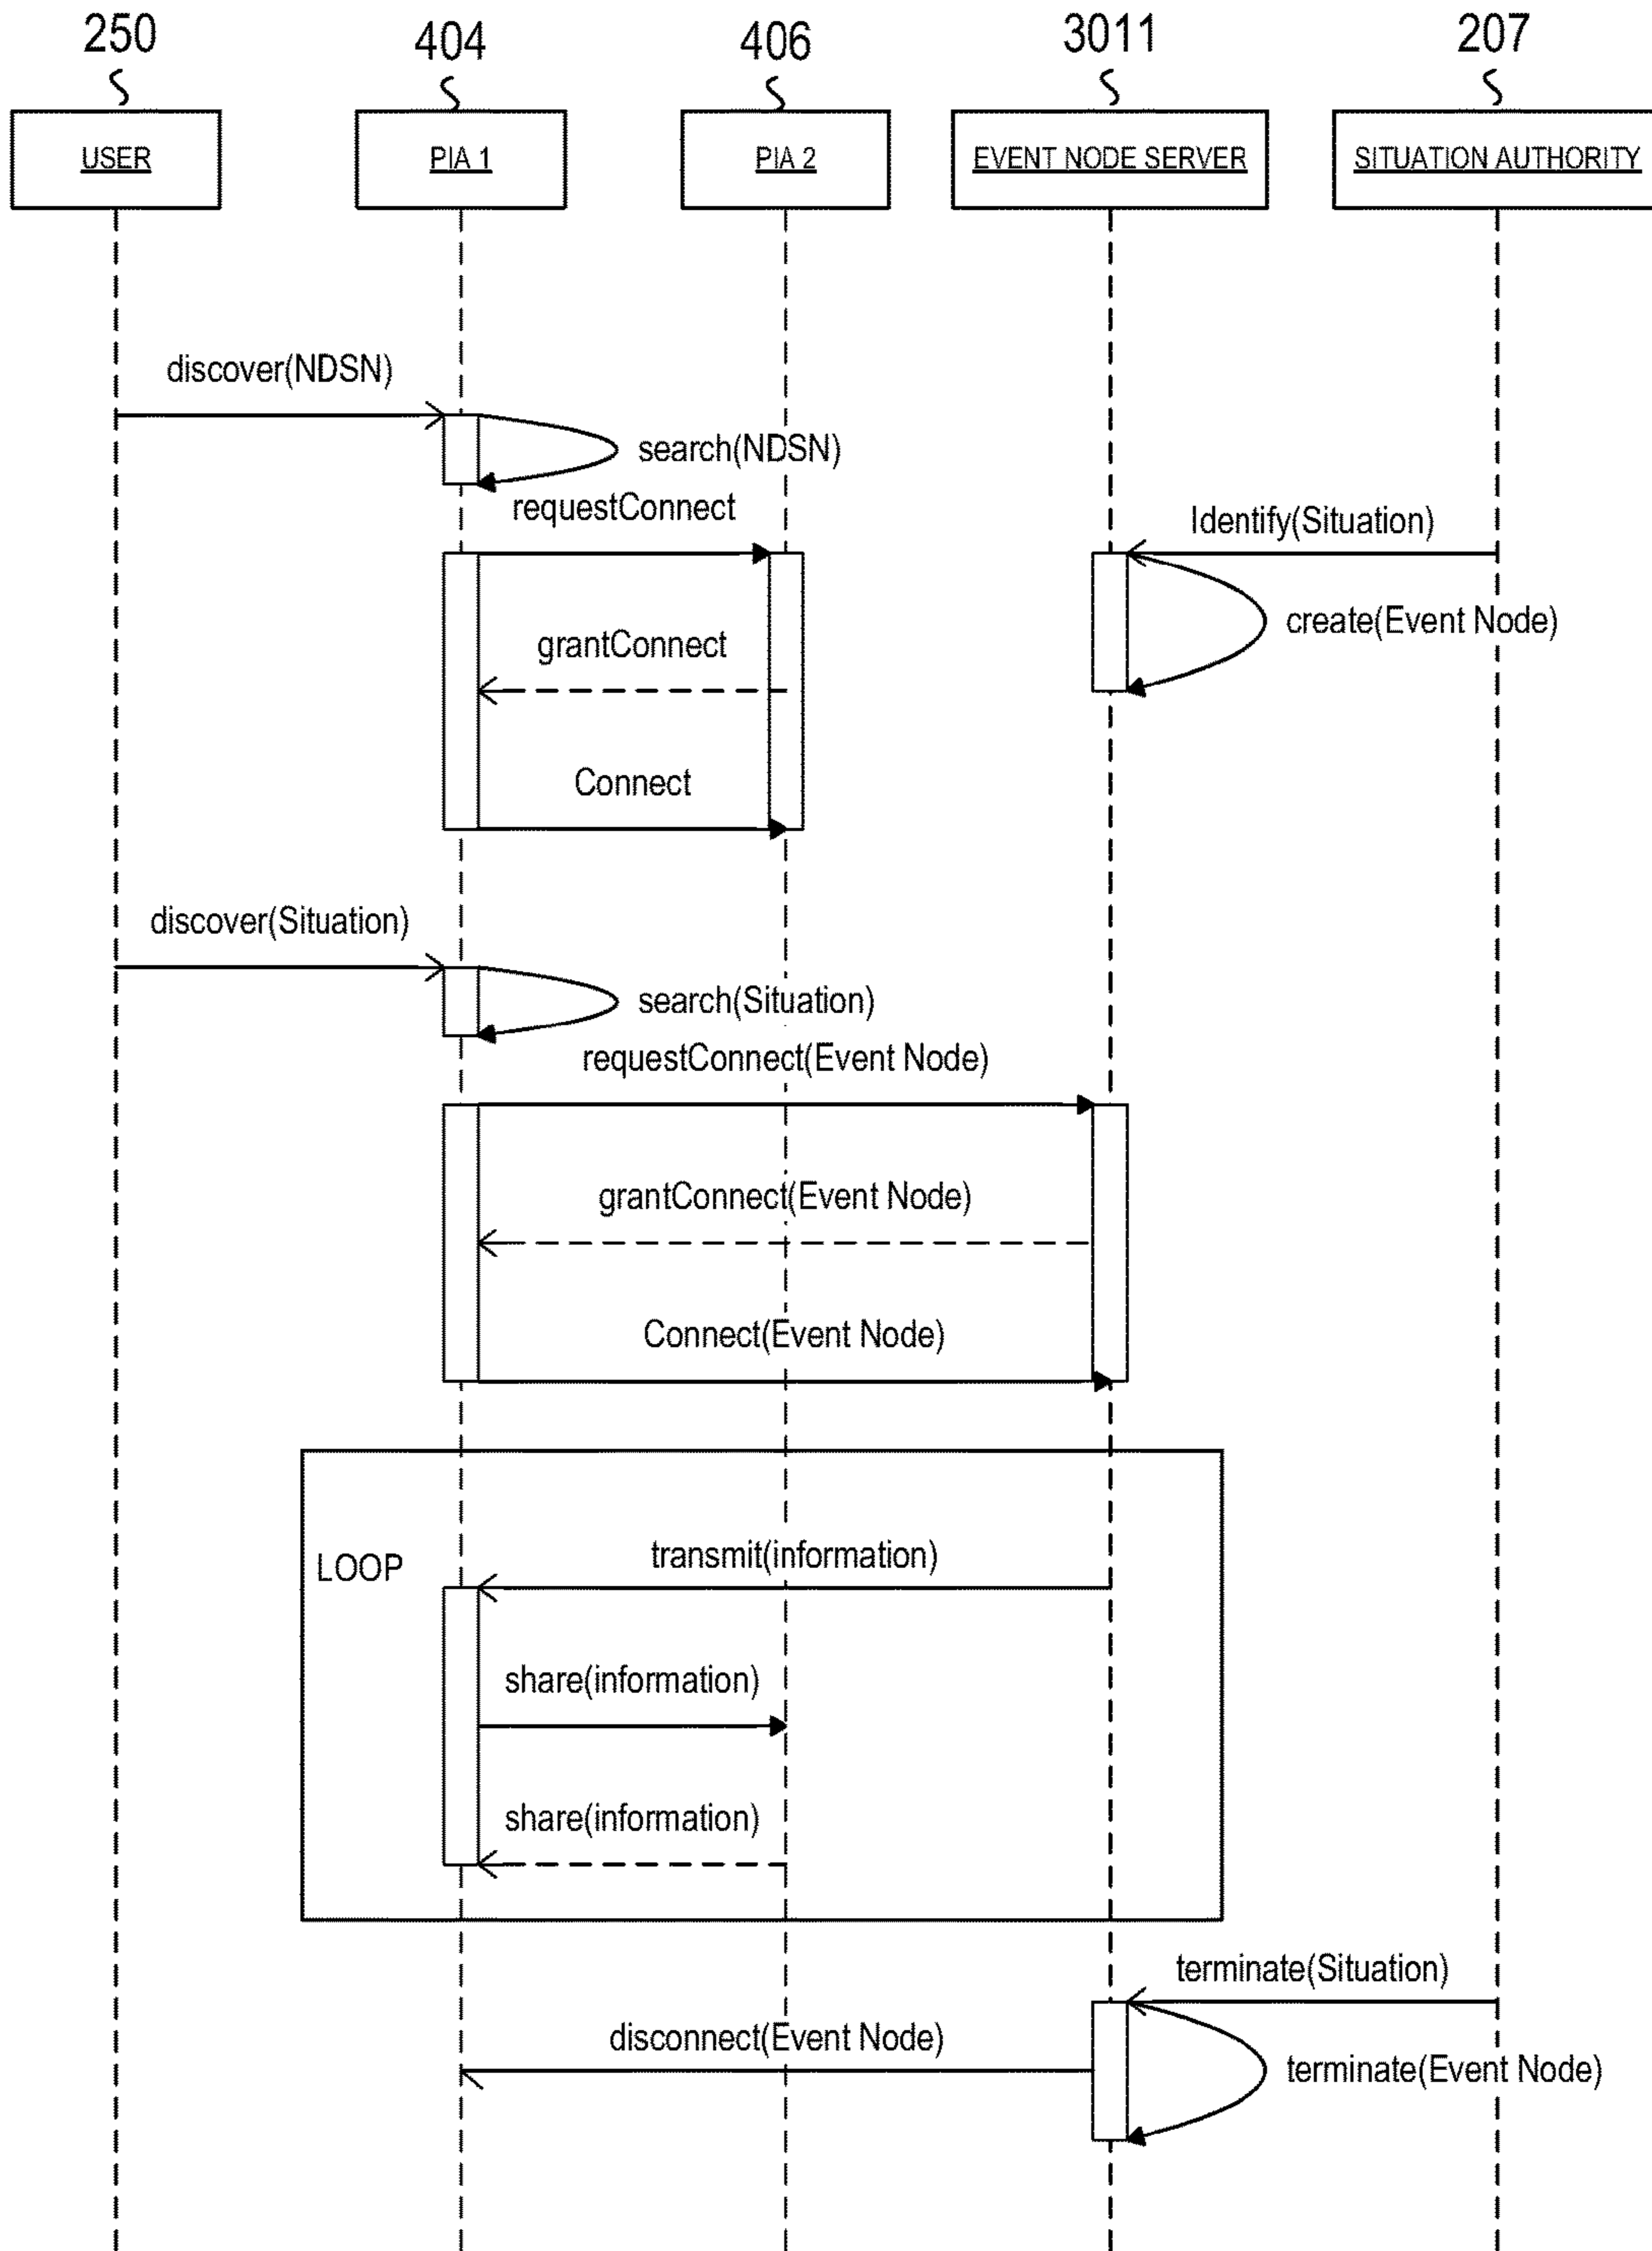 250
404
406
3011
207
USER
PIA 1
PIA 2
EVENT NODE SERVER
SITUATION AUTHORITY
discover(NDSN)
search(NDSN)
requestConnect
Identify(Situation)
create(Event Node)
grantConnect
Connect
discover(Situation)
search(Situation)
requestConnect(Event Node)
grantConnect(Event Node)
Connect(Event Node)
LOOP
transmit(information)
share(information)
share(information)
terminate(Situation)
disconnect(Event Node)
terminate(Event Node)